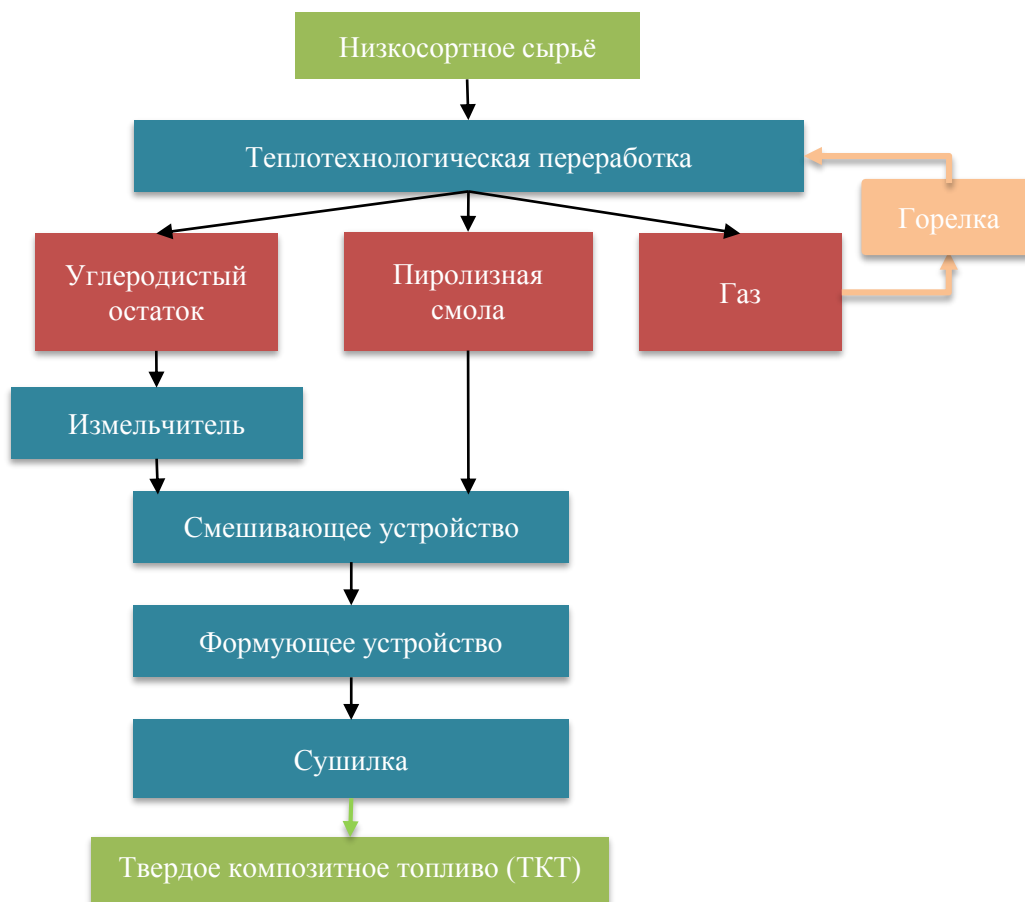 Низкосортное сырьё
Теплотехнологическая переработка
Горелка
Углеродистый
остаток
Пиролизная
смола
Газ
Измельчитель
Смешивающее устройство
Формующее устройство
Сушилка
Твердое композитное топливо (ТКТ)